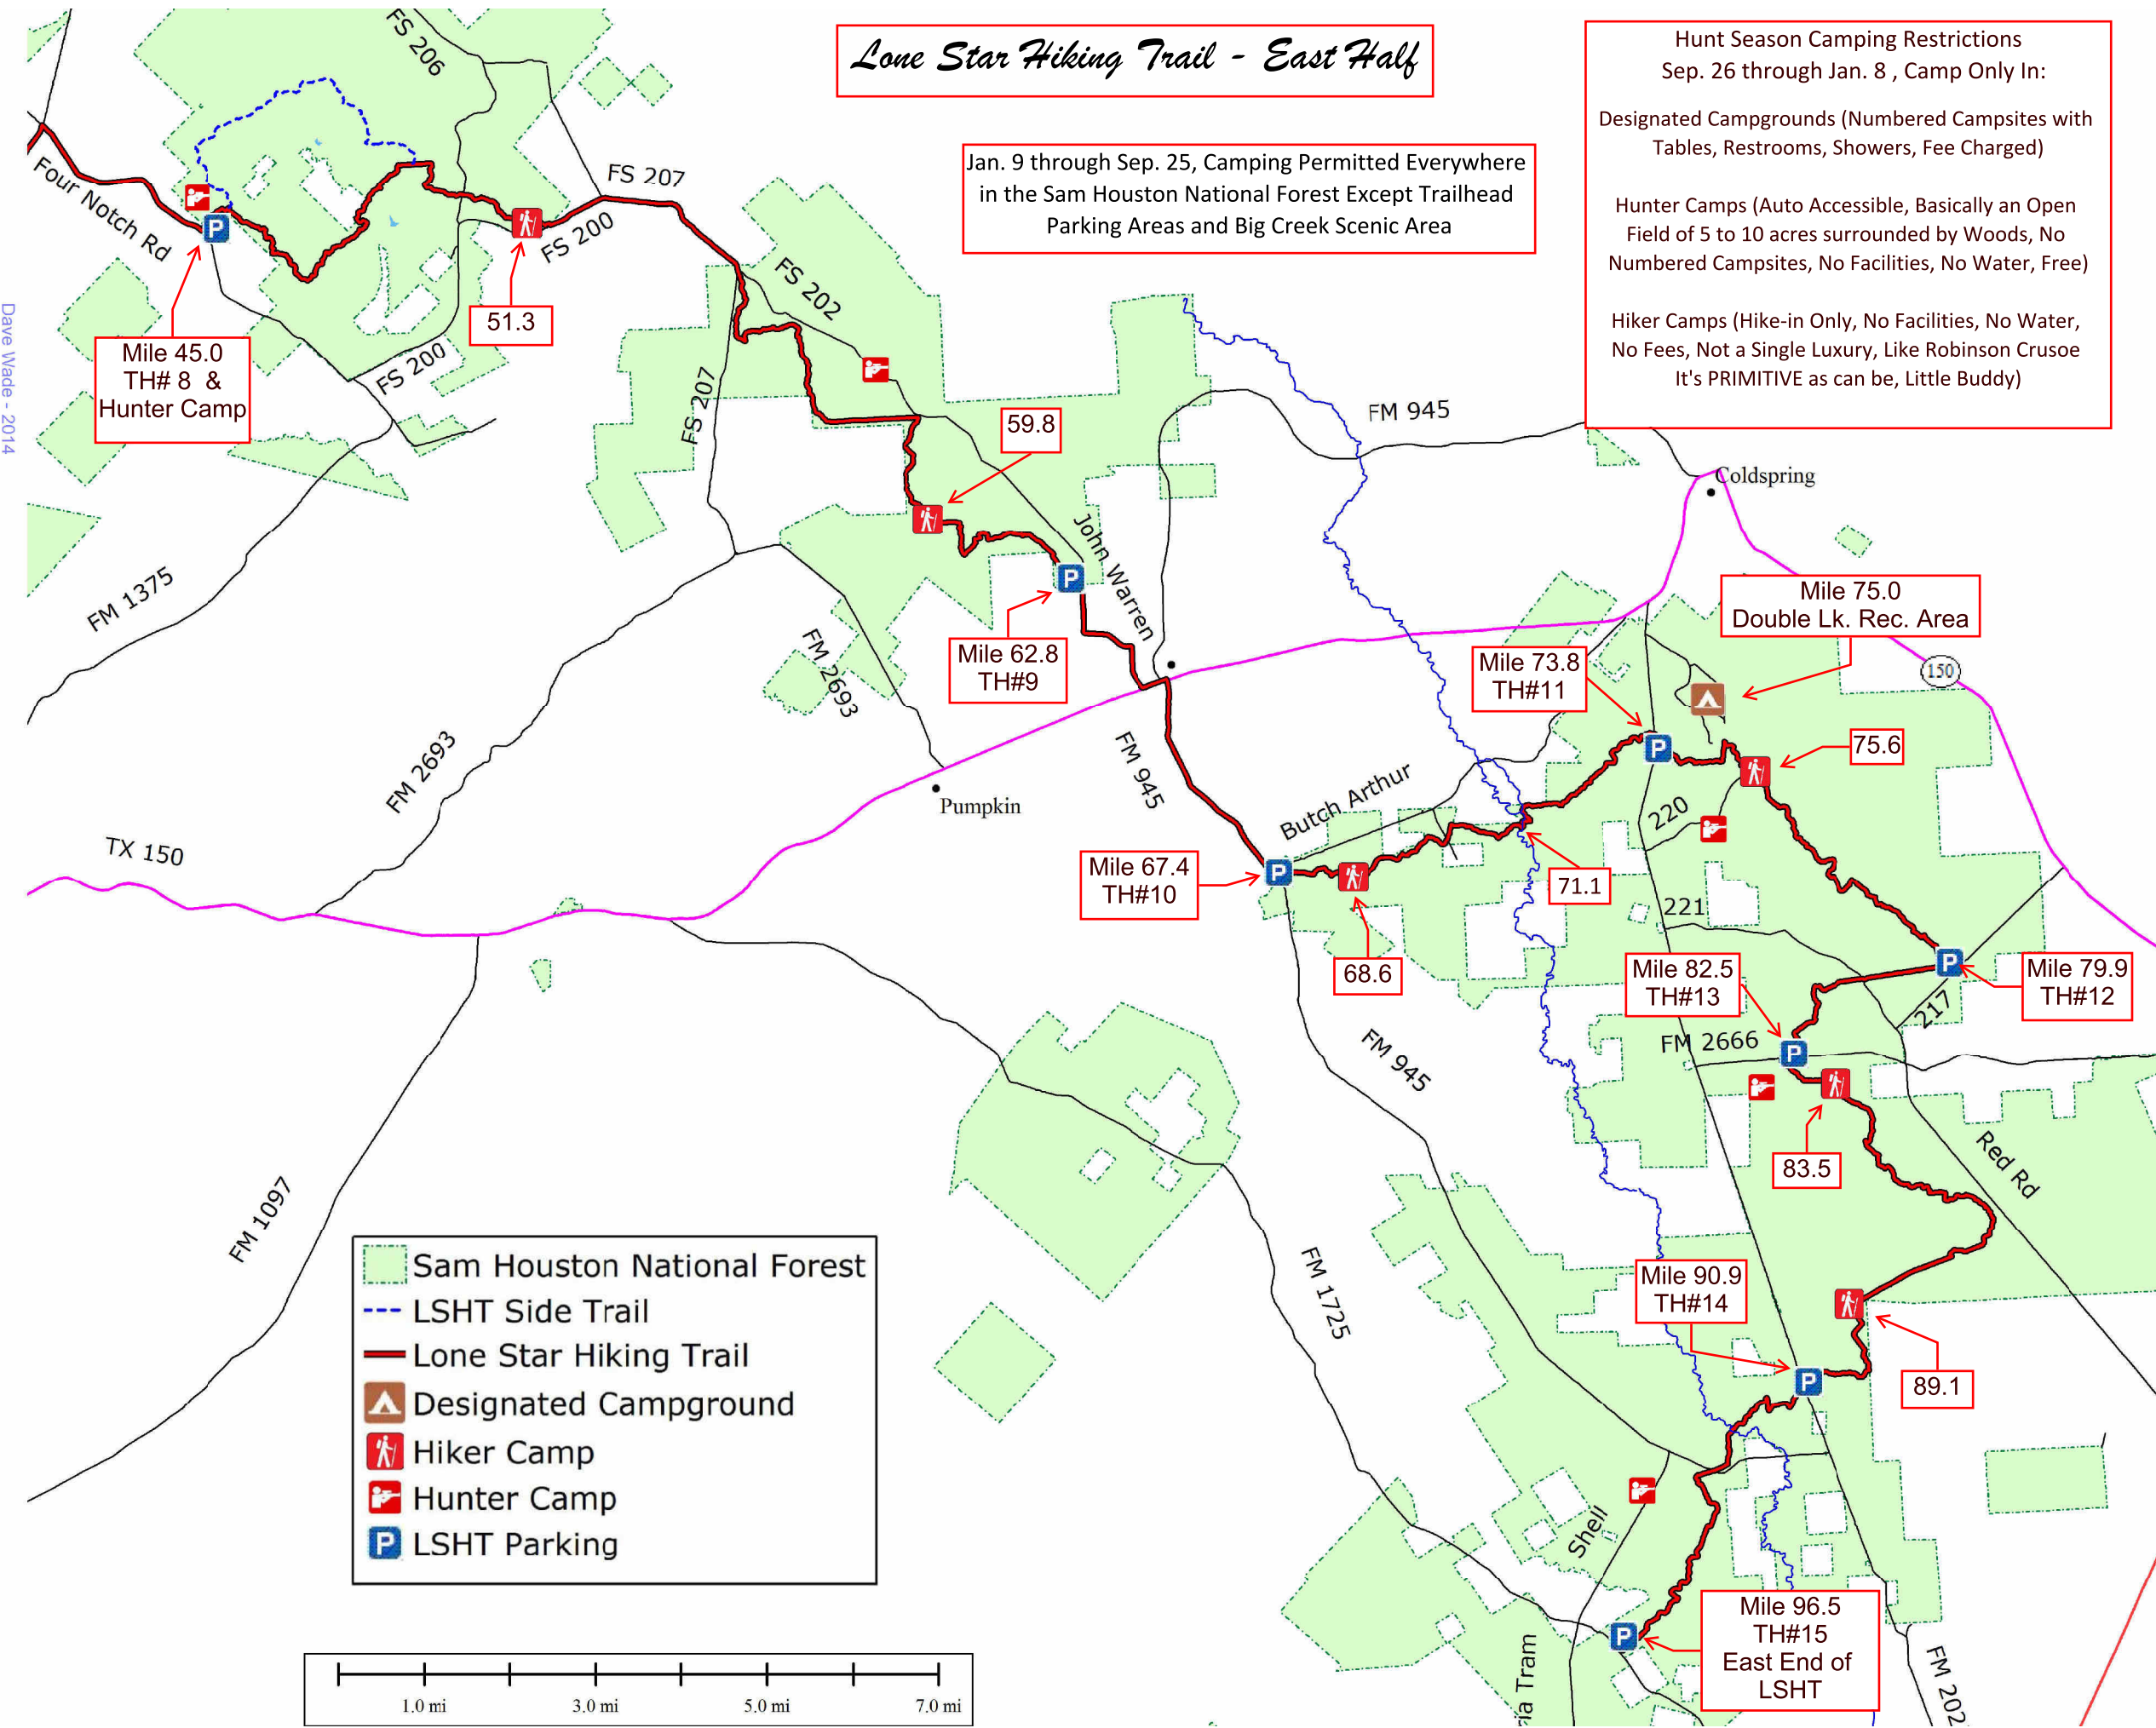 Lone Star Hiking Trail - East Half
Hunt Season Camping Restrictions
Sep. 26 through Jan. 8 , Camp Only In:
Designated Campgrounds (Numbered Campsites with
Tables, Restrooms, Showers, Fee Charged)
Hunter Camps (Auto Accessible, Basically an Open
Field of 5 to 10 acres surrounded by Woods, No
Numbered Campsites, No Facilities, No Water, Free)
Hiker Camps (Hike-in Only, No Facilities, No Water,
No Fees, Not a Single Luxury, Like Robinson Crusoe
It's PRIMITIVE as can be, Little Buddy)
Jan. 9 through Sep. 25, Camping Permitted Everywhere
in the Sam Houston National Forest Except Trailhead
Parking Areas and Big Creek Scenic Area
FS 206
FS 207
Four Notch Rd
P
FS 200
FS 202
51.3
Mile 45.0
TH# 8 &
Hunter Camp
FS 200
FS 207
Dave Wade - 2014
59.8
FM 945
Coldspring
John Warren
P
FM 1375
Mile 62.8
TH#9
FM 2693
Mile 75.0
Double Lk. Rec. Area
150
Mile 73.8
TH#11
P
75.6
FM 2693
FM 945
Pumpkin
Butch Arthur
220
TX 150
Mile 67.4
TH#10
P
71.1
221
68.6
Mile 82.5
TH#13
P
Mile 79.9
TH#12
217
FM 2666
P
FM 945
83.5
Red Rd
FM 1097
FM 1725
Mile 90.9
TH#14
P
89.1
Sam Houston National Forest
LSHT Side Trail
Lone Star Hiking Trail
Designated Campground
Hiker Camp
Hunter Camp
P LSHT Parking
Shell
P
Mile 96.5
TH#15
East End of
LSHT
ia Tram
FM 202
1.0 mi 3.0 mi 5.0 mi 7.0 mi